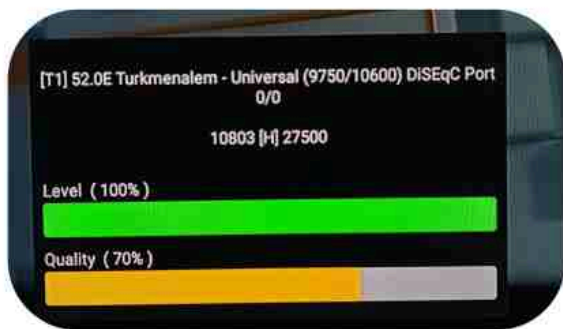 [T1] 52.0E Turkmenalem - Universal (9750/10600) DiSEqC Port
0/0
10803 [H] 27500
Level ( 100% )
Quality ( 70% )